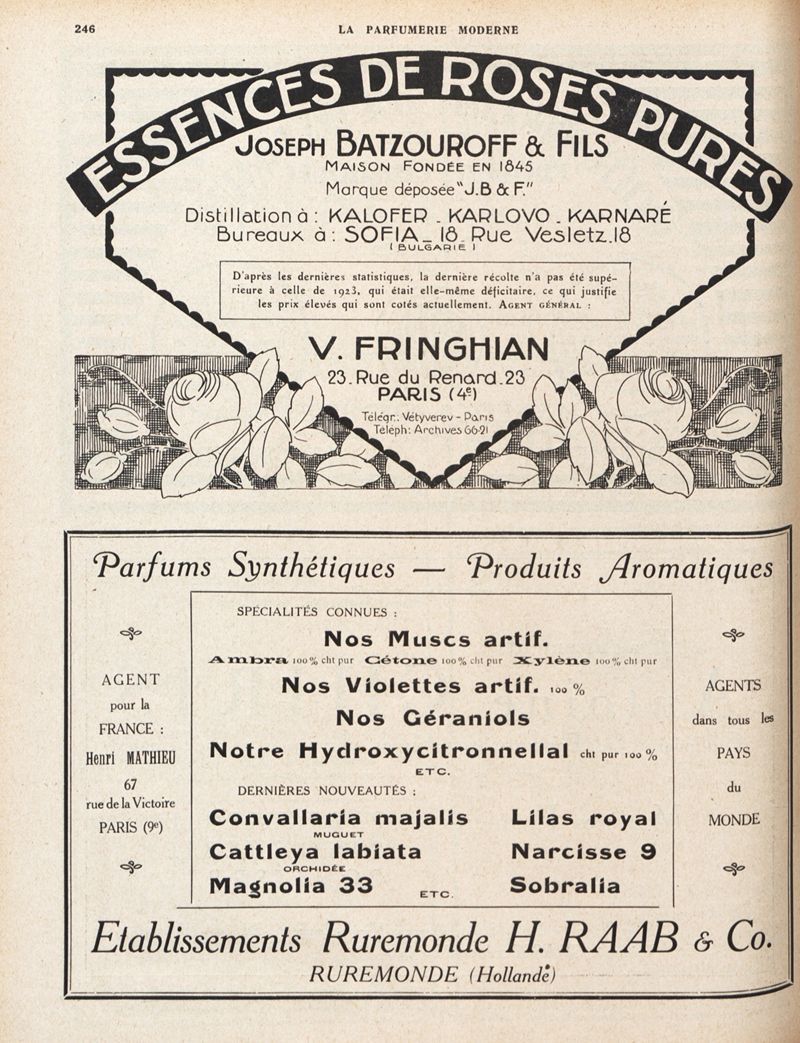 246
LA PARFUMERIE MODERNE
ESSENCES DE ROSES PURES
JOSEPH BATZOUROFF & FILS
MAISON FONDÉE EN 1845
Marque déposée "J.B & F."
Distillation à : KALOFER - KARLOVO - KARNARÉ
Bureaux à : SOFIA _ 18. Rue Vesletz.18
( BULGARIE )
D'après les dernières statistiques, la dernière récolte n'a pas été supé-
rieure à celle de 1923, qui était elle-même déficitaire, ce qui justifie
les prix élevés qui sont cotés actuellement. AGENT GÉNÉRAL :
V. FRINGHIAN
23. Rue du Renard.23
PARIS (4e)
Télégr.: Vétyverev - Paris
Téleph: Archives 66-21
Parfums Synthétiques — Produits Aromatiques
AGENT
pour la
FRANCE :
Henri MATHIEU
67
rue de la Victoire
PARIS (9e)
SPÉCIALITÉS CONNUES :
Nos Muscs artif.
Ambra 100 % cht pur Cétone 100 % cht pur Xylène 100 % cht pur
Nos Violettes artif. 100 %
Nos Géraniols
Notre Hydroxycitronnellal cht pur 100 %
ETC.
DERNIÈRES NOUVEAUTÉS :
Convallaria majalis Lilas royal
MUGUET
Cattleya labiata Narcisse 9
ORCHIDÉE
Magnolia 33 ETC. Sobralia
AGENTS
dans tous les
PAYS
du
MONDE
Etablissements Ruremonde H. RAAB & Co.
RUREMONDE (Hollande)